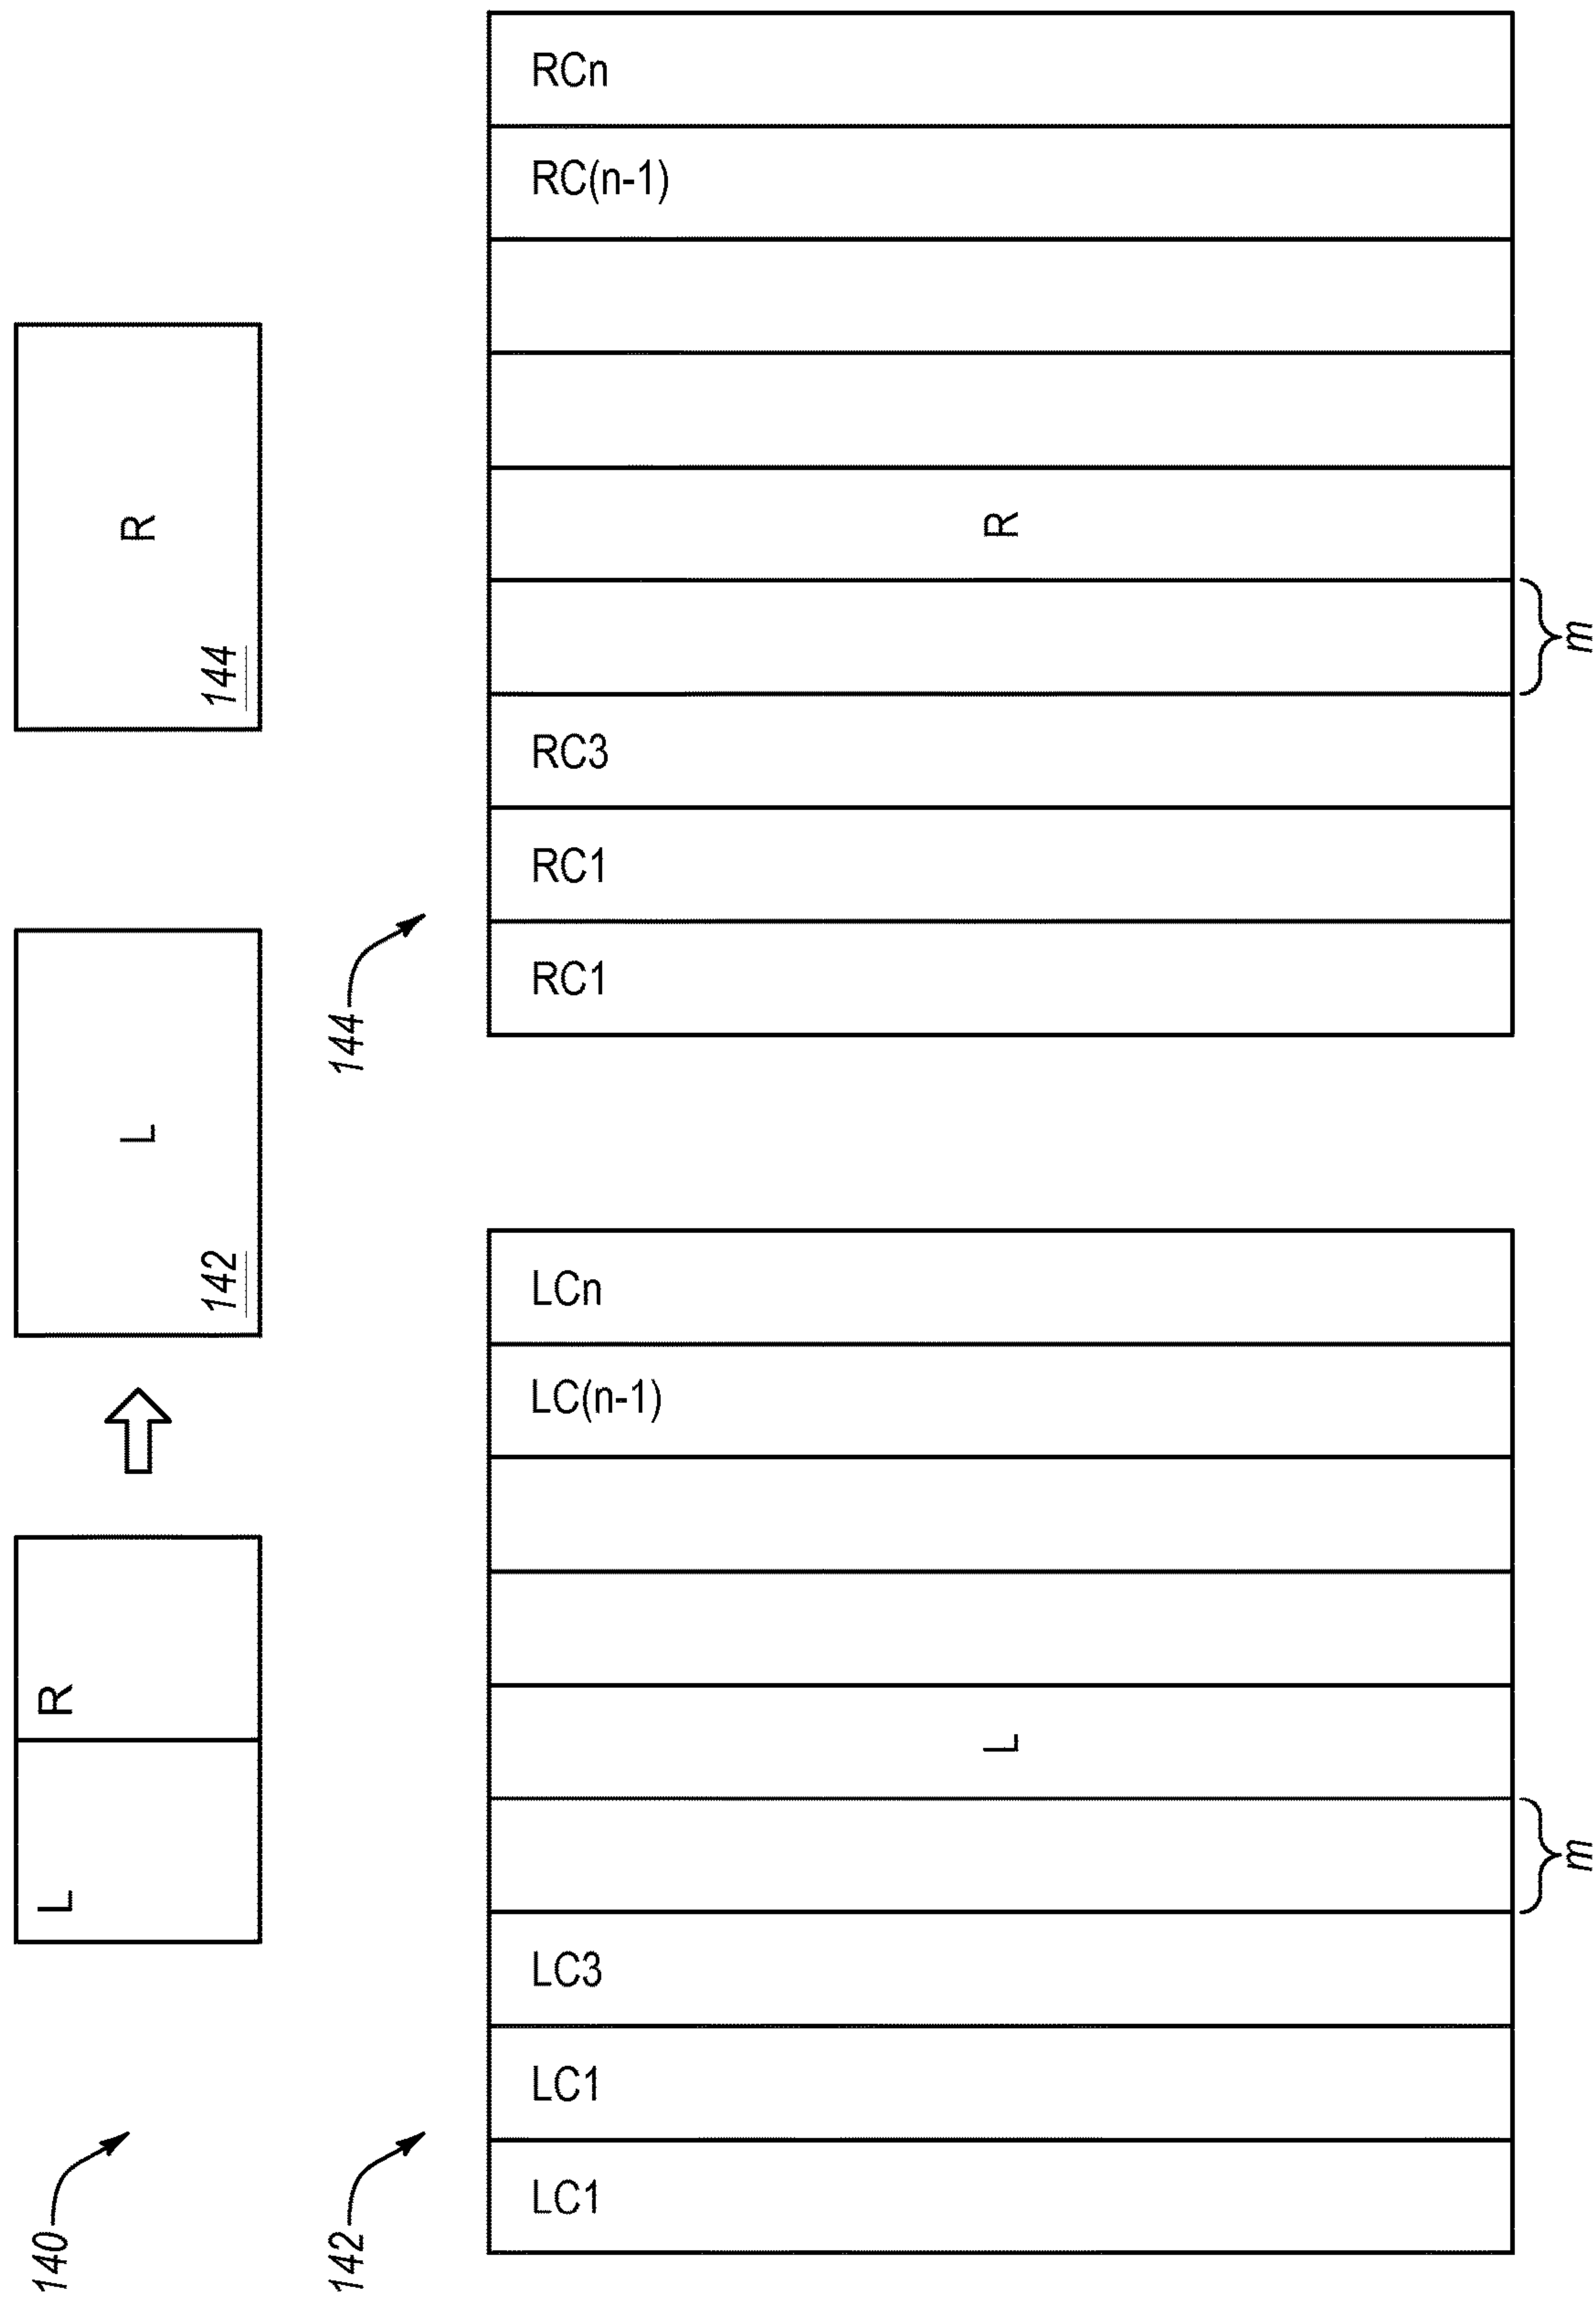 140
L
R
L
142
R
144
142
LC1
LC1
LC3
LC(n-1)
LCn
L
m
144
RC1
RC1
RC3
RC(n-1)
RCn
R
m